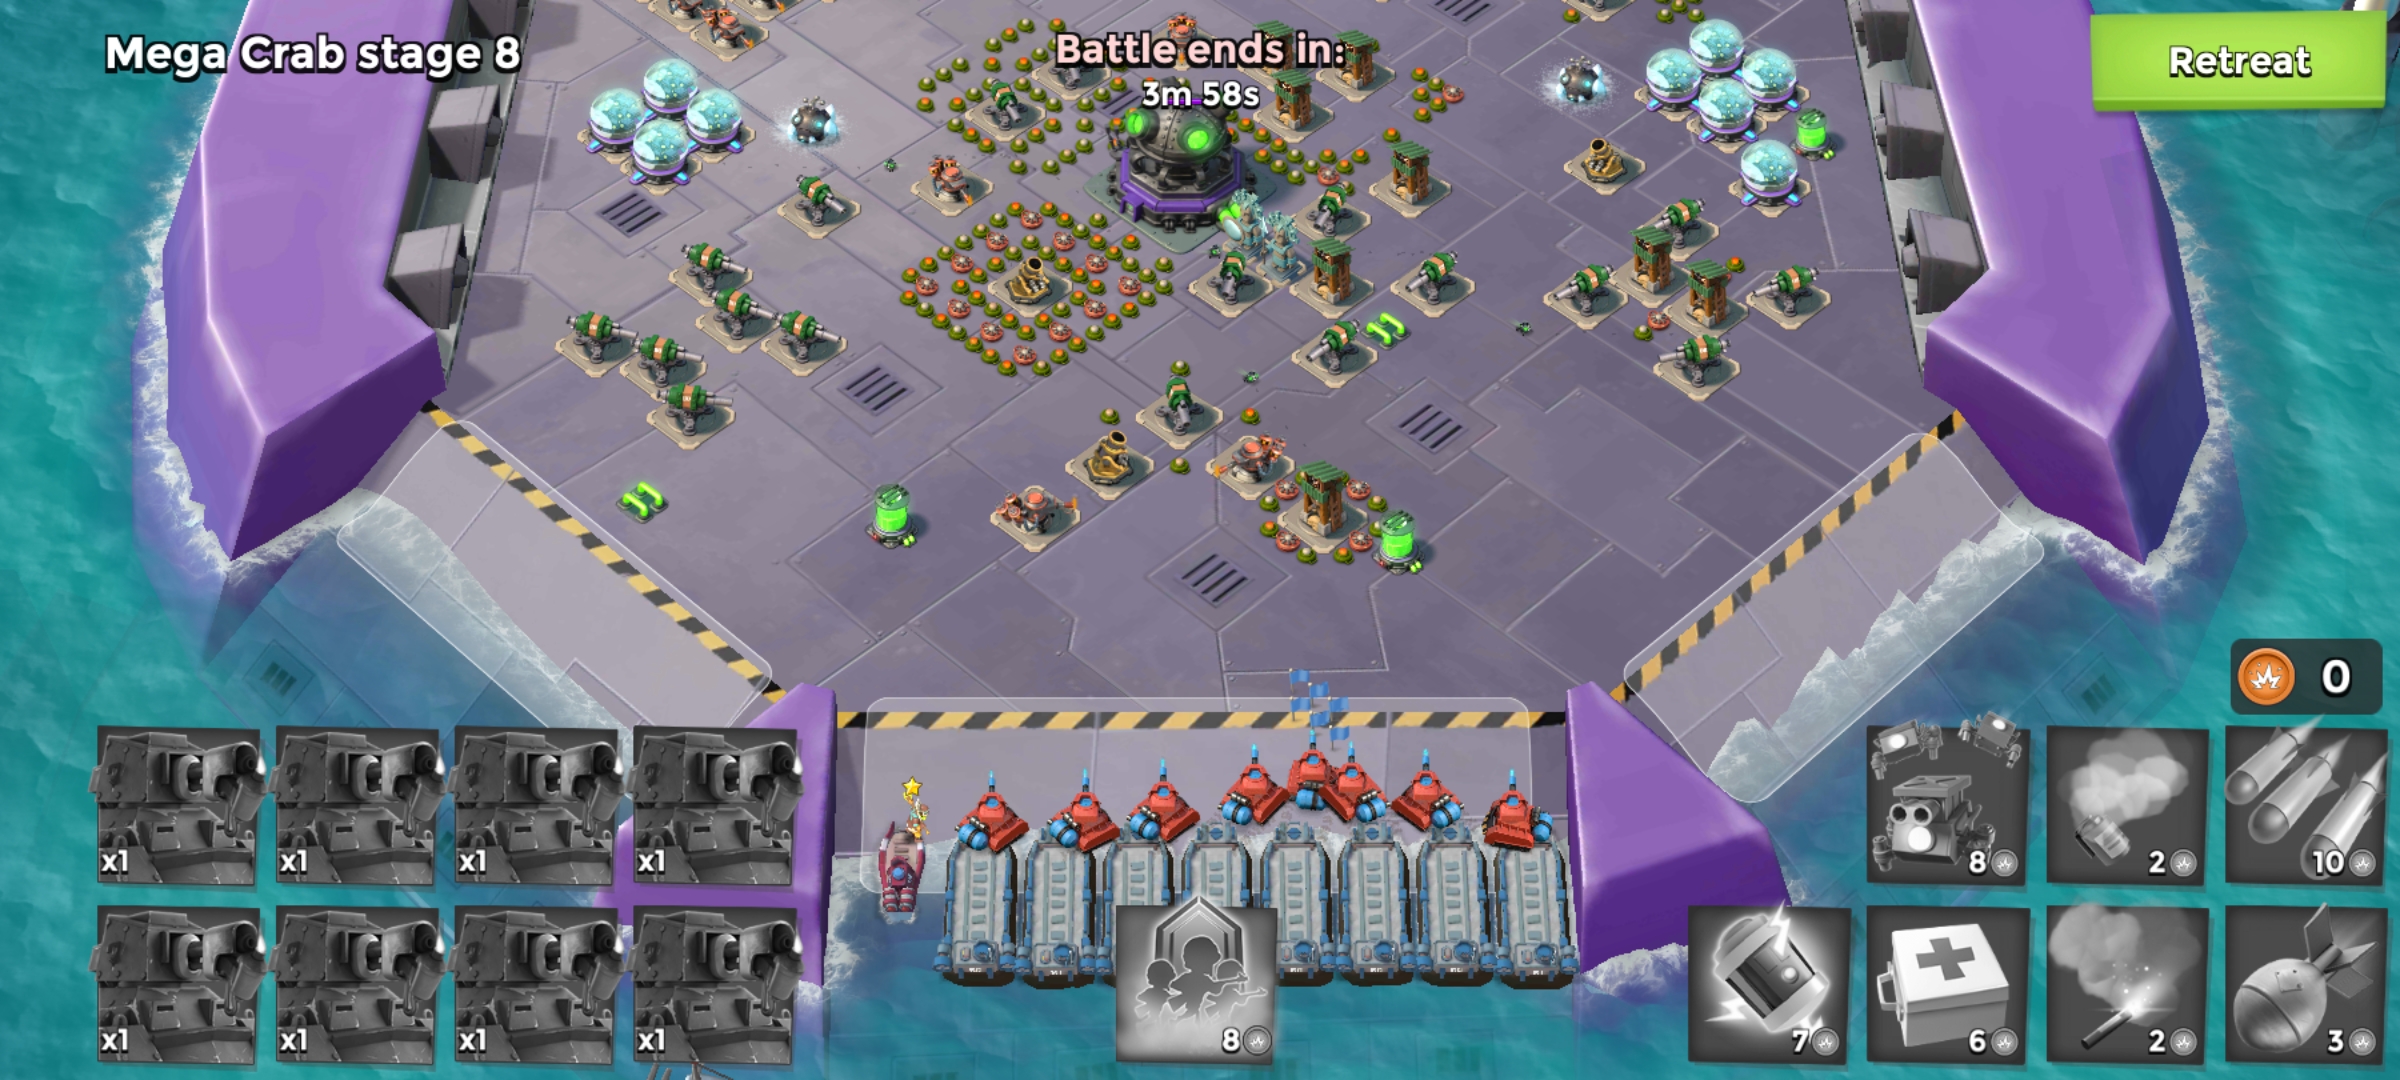 Mega Crab stage 8
Battle ends in:
3m 58s
Retreat
0
x1 x1 x1 x1
8 2 10
x1 x1 x1 x1
8
7 6 2 3